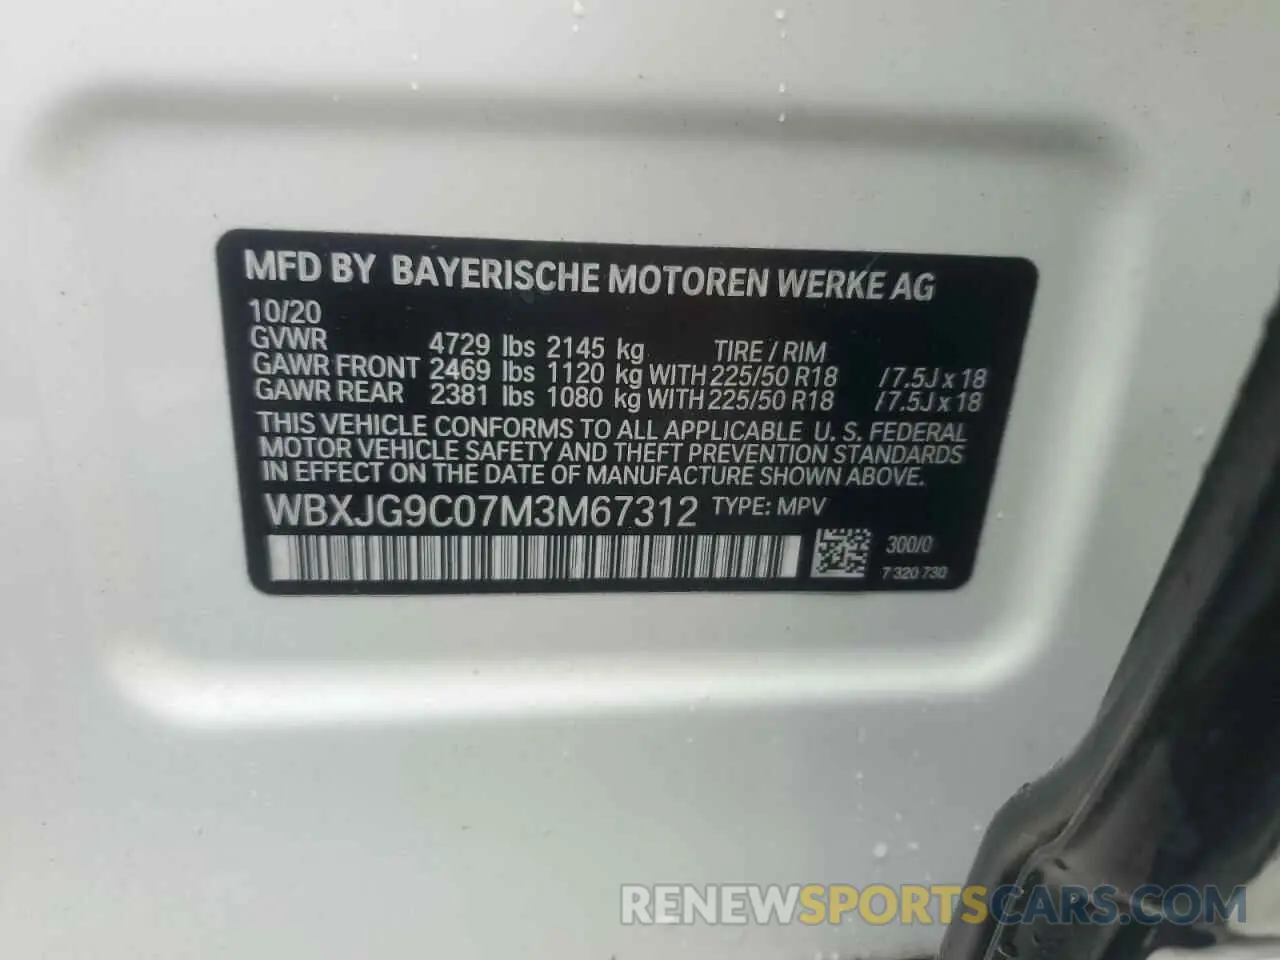 MFD BY BAYERISCHE MOTOREN WERKE AG
10/20
GVWR 4729 lbs 2145 kg TIRE / RIM
GAWR FRONT 2469 lbs 1120 kg WITH 225/50 R18 /7.5J x 18
GAWR REAR 2381 lbs 1080 kg WITH 225/50 R18 /7.5J x 18
THIS VEHICLE CONFORMS TO ALL APPLICABLE U. S. FEDERAL
MOTOR VEHICLE SAFETY AND THEFT PREVENTION STANDARDS
IN EFFECT ON THE DATE OF MANUFACTURE SHOWN ABOVE.
WBXJG9C07M3M67312 TYPE: MPV
300/0
7 320 730
RENEWSPORTSCARS.COM